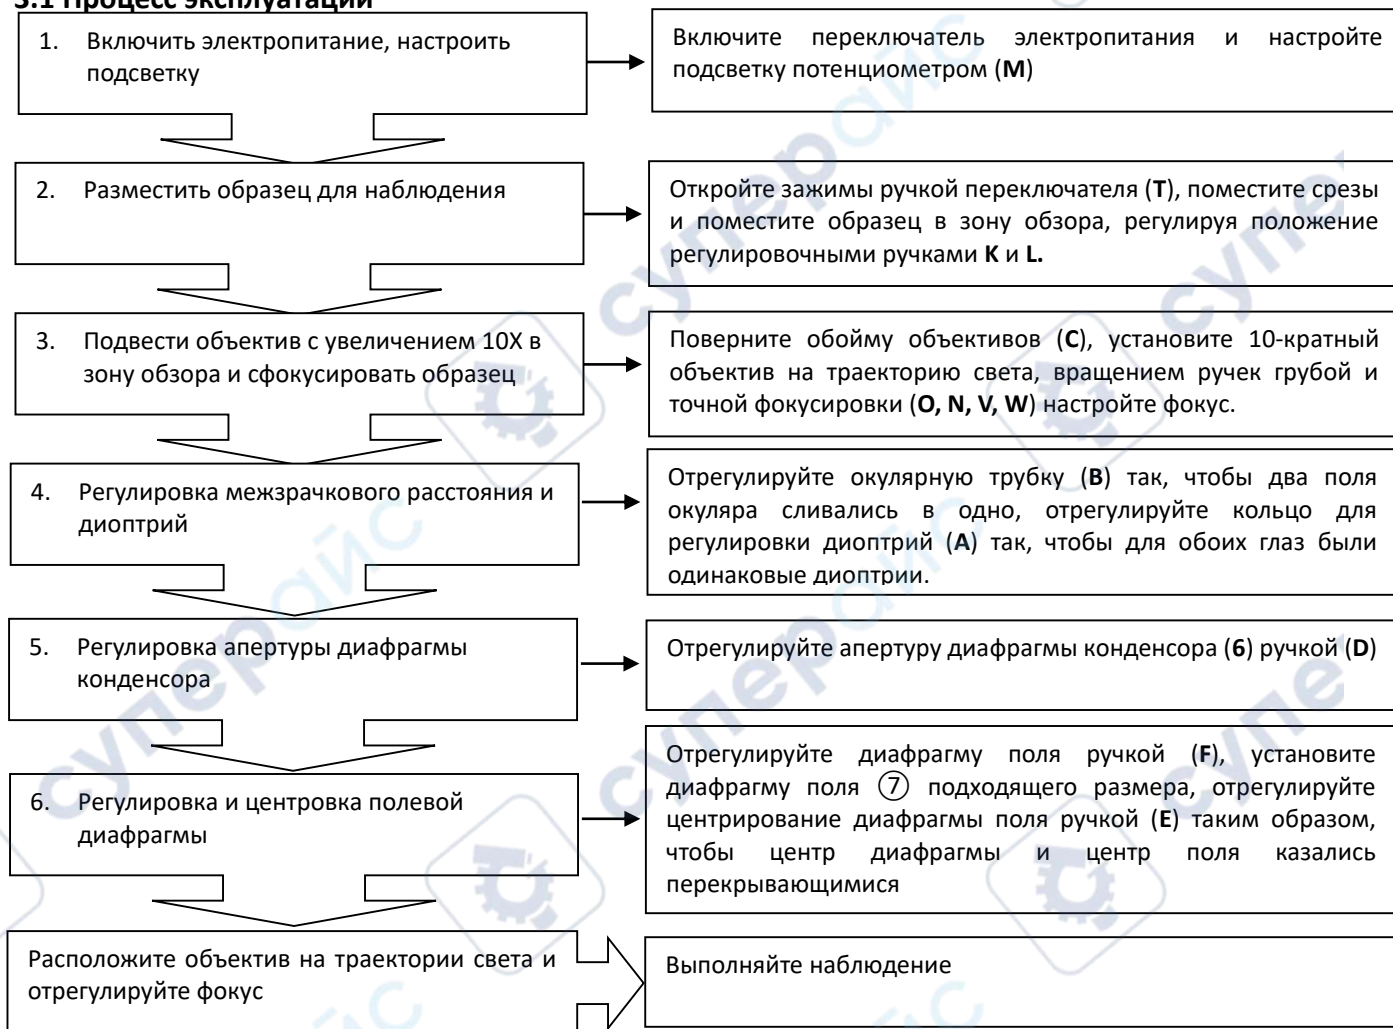 3.1 Процесс эксплуатации
1. Включить электропитание, настроить
подсветку
Включите переключатель электропитания и настройте
подсветку потенциометром (M)
2. Разместить образец для наблюдения
Откройте зажимы ручкой переключателя (T), поместите срезы
и поместите образец в зону обзора, регулируя положение
регулировочными ручками K и L.
3. Подвести объектив с увеличением 10X в
зону обзора и сфокусировать образец
Поверните обойму объективов (C), установите 10-кратный
объектив на траекторию света, вращением ручек грубой и
точной фокусировки (O, N, V, W) настройте фокус.
4. Регулировка межзрачкового расстояния и
диоптрий
Отрегулируйте окулярную трубку (B) так, чтобы два поля
окуляра сливались в одно, отрегулируйте кольцо для
регулировки диоптрий (A) так, чтобы для обоих глаз были
одинаковые диоптрии.
5. Регулировка апертуры диафрагмы
конденсора
Отрегулируйте апертуру диафрагмы конденсора (6) ручкой (D)
6. Регулировка и центровка полевой
диафрагмы
Отрегулируйте диафрагму поля ручкой (F), установите
диафрагму поля ⑦ подходящего размера, отрегулируйте
центрирование диафрагмы поля ручкой (E) таким образом,
чтобы центр диафрагмы и центр поля казались
перекрывающимися
Расположите объектив на траектории света и
отрегулируйте фокус
Выполняйте наблюдение
суперайс
суперайс
суперайс